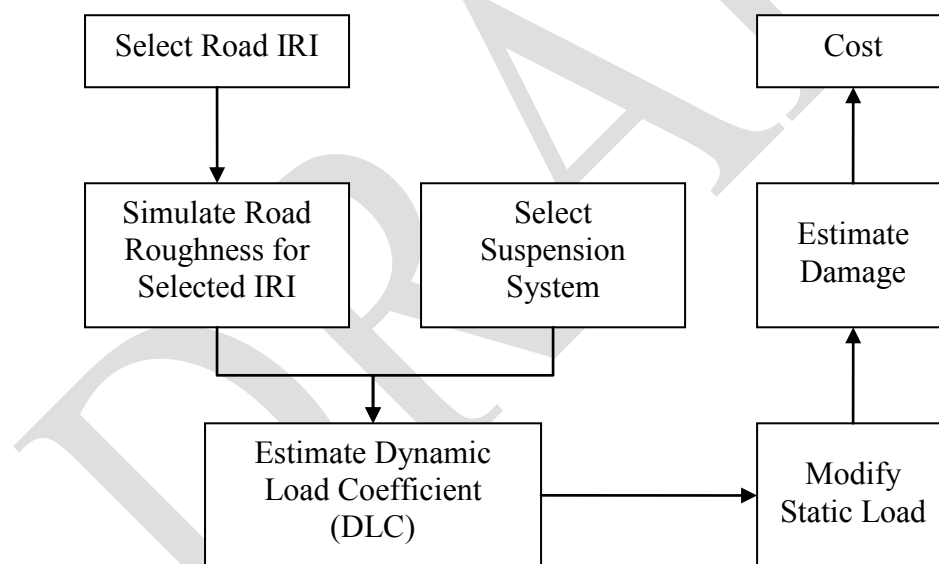 Select Road IRI
Cost
Simulate Road
Roughness for
Selected IRI
Select
Suspension
System
Estimate
Damage
Estimate Dynamic
Load Coefficient
(DLC)
Modify
Static Load
DRA